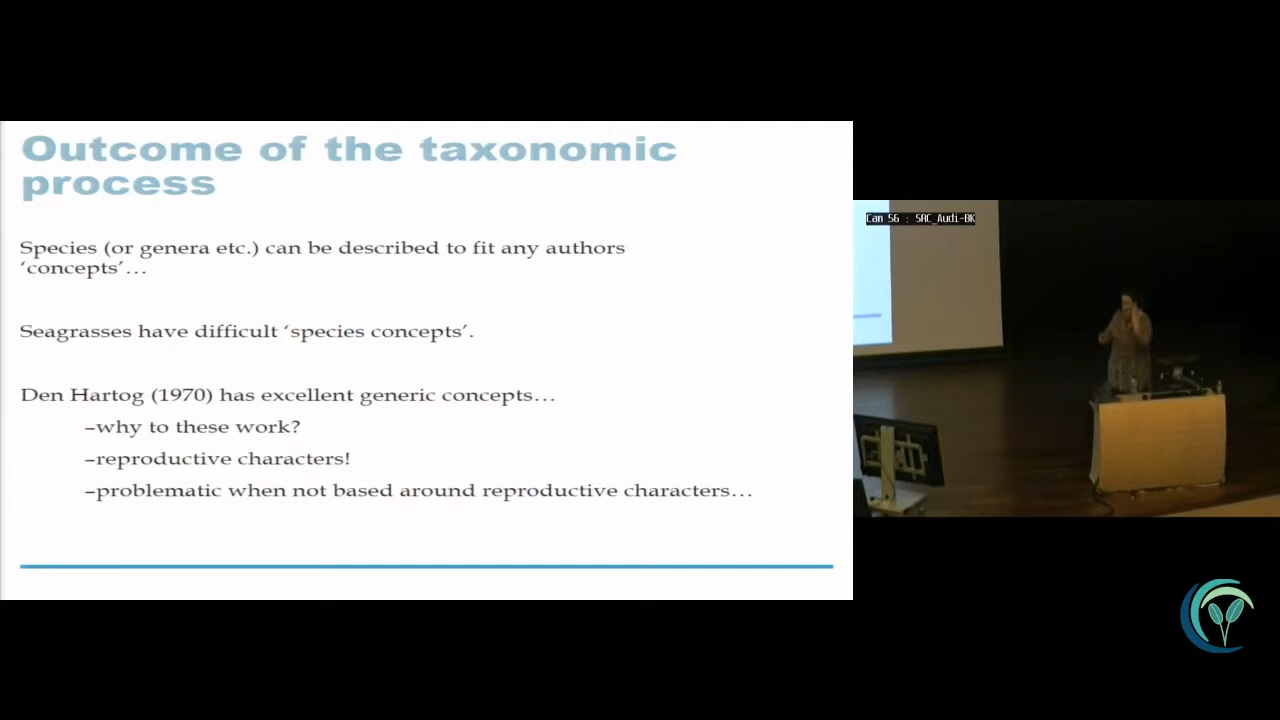 Outcome of the taxonomic
process
Species (or genera etc.) can be described to fit any authors
‘concepts’…
Seagrasses have difficult ‘species concepts’.
Den Hartog (1970) has excellent generic concepts…
–why to these work?
–reproductive characters!
–problematic when not based around reproductive characters…
Cam 56 : SRC_Audi-BK